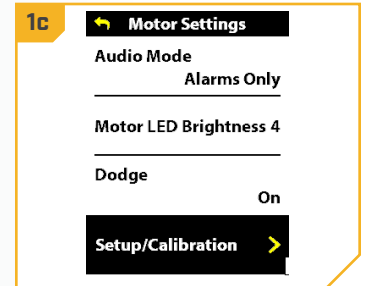 1c
Motor Settings
Audio Mode
Alarms Only
Motor LED Brightness 4
Dodge
On
Setup/Calibration